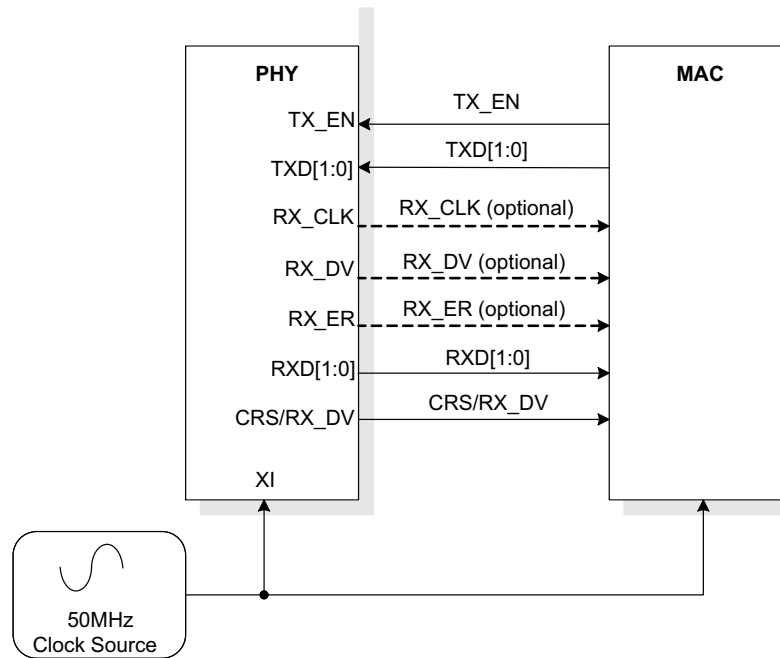 PHY
MAC
TX_EN
TX_EN
TXD[1:0]
TXD[1:0]
RX_CLK
RX_CLK (optional)
RX_DV
RX_DV (optional)
RX_ER
RX_ER (optional)
RXD[1:0]
RXD[1:0]
CRS/RX_DV
CRS/RX_DV
XI
50MHz
Clock Source